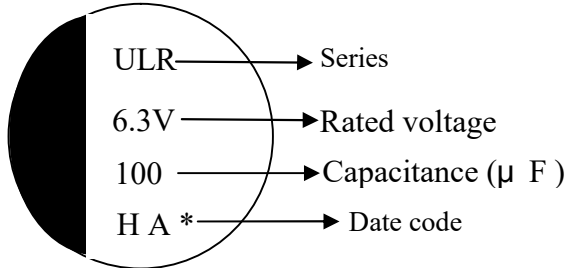 ULR Series
6.3V Rated voltage
100 Capacitance (μ F )
H A * Date code